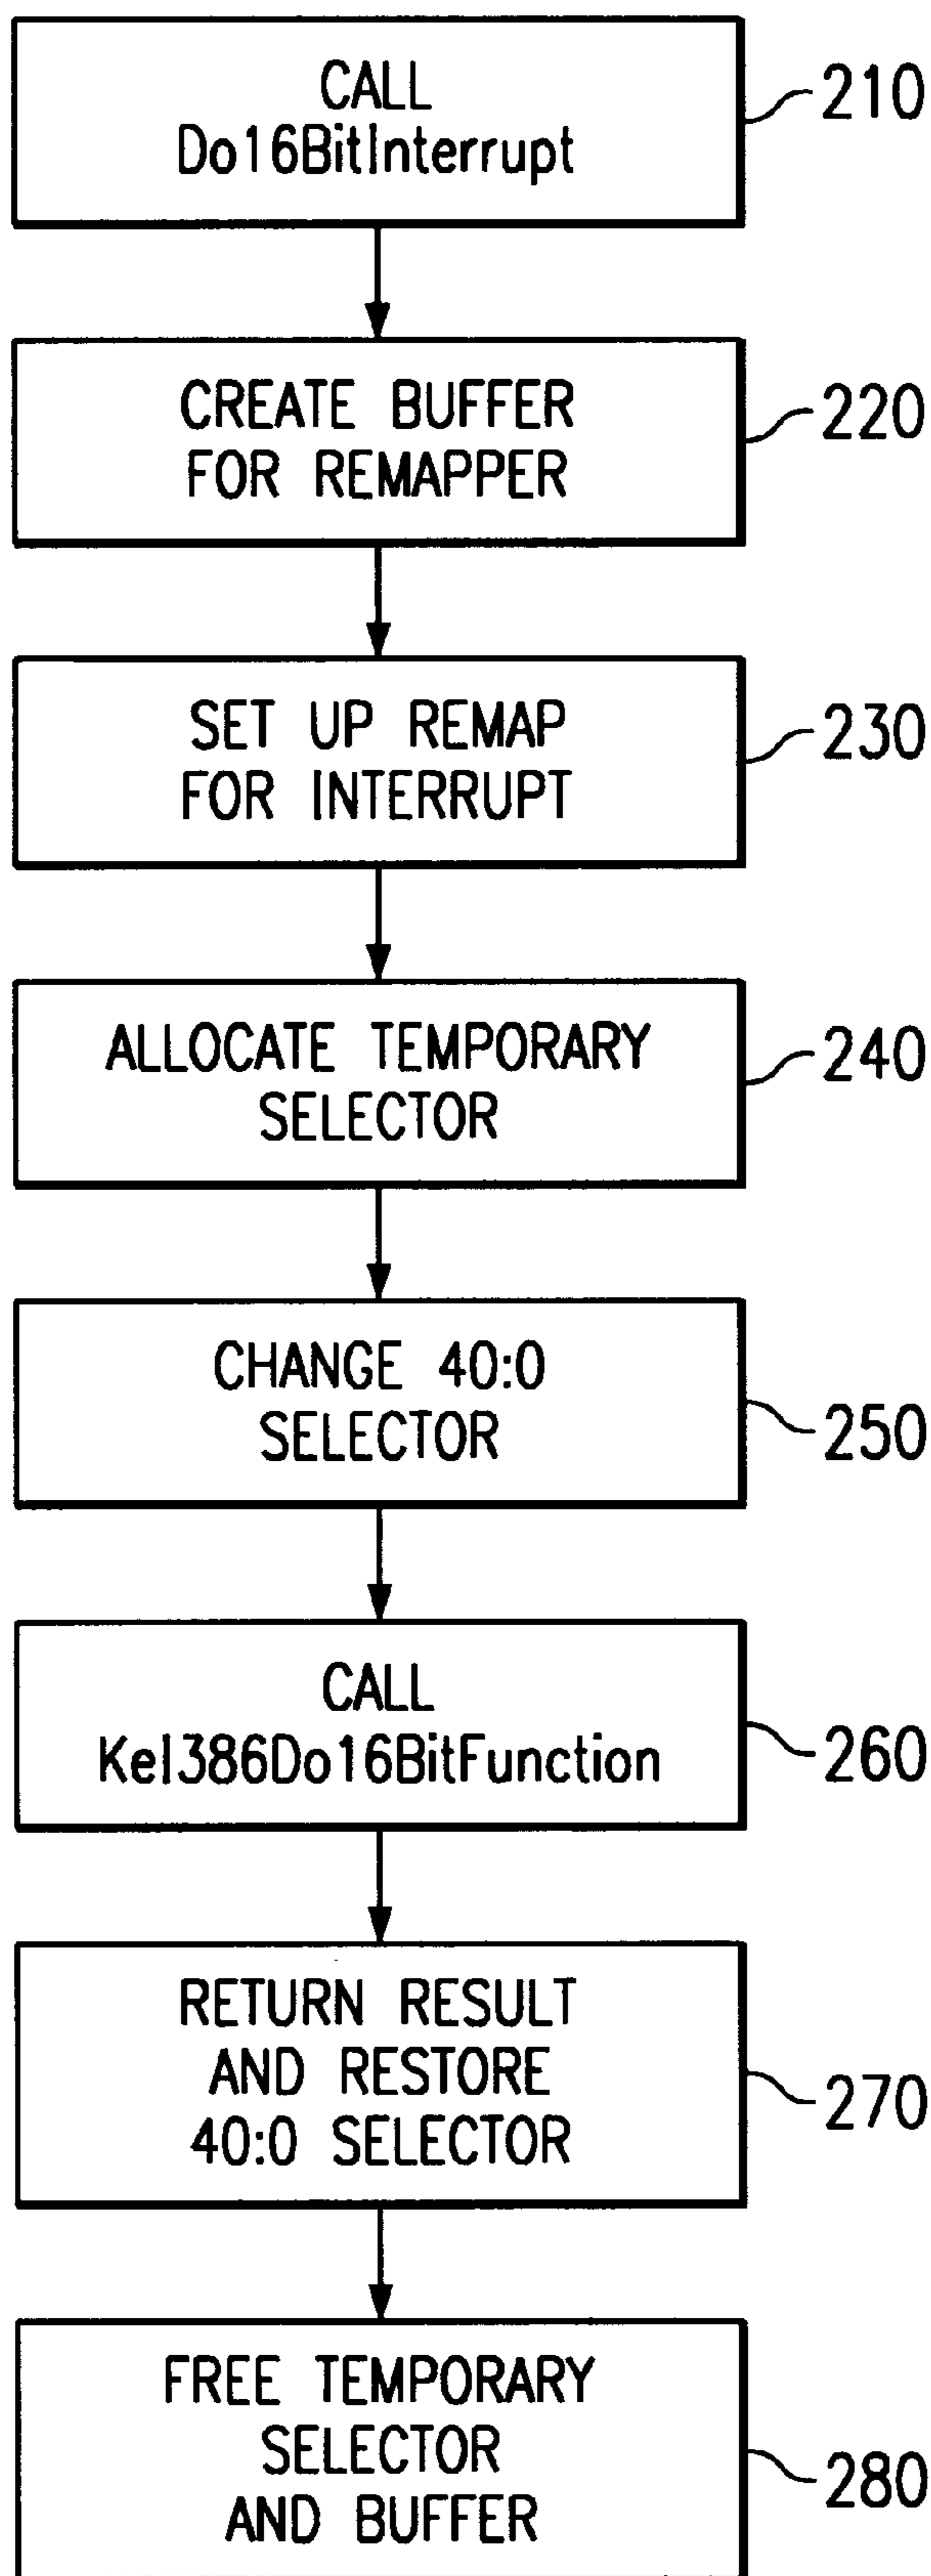 CALL
Do16BitInterrupt
210
CREATE BUFFER
FOR REMAPPER
220
SET UP REMAP
FOR INTERRUPT
230
ALLOCATE TEMPORARY
SELECTOR
240
CHANGE 40:0
SELECTOR
250
CALL
KeI386Do16BitFunction
260
RETURN RESULT
AND RESTORE
40:0 SELECTOR
270
FREE TEMPORARY
SELECTOR
AND BUFFER
280